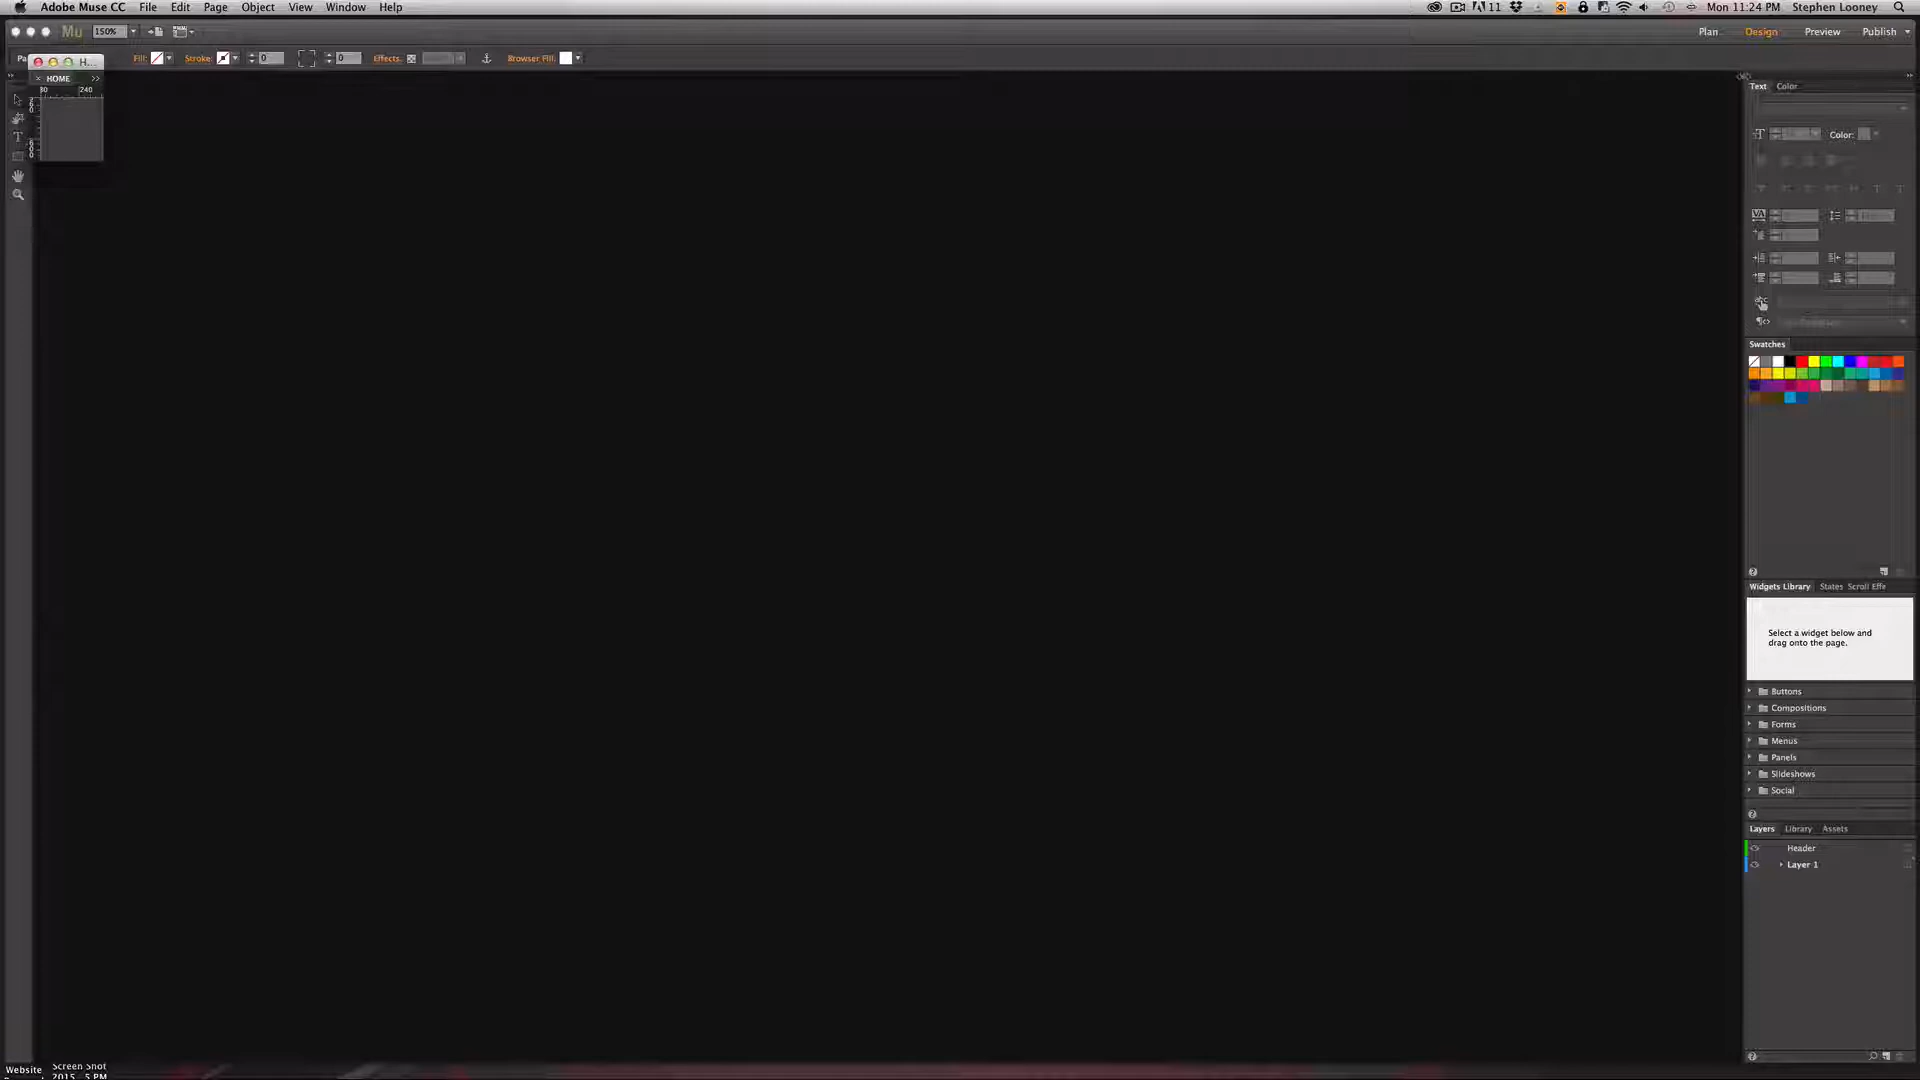 Adobe Muse CC File Edit Page Object View Window Help 11 Mon 11:24 PM Stephen Looney
Mu 150% Plan Design Preview Publish
Fill: Stroke: 0 0 Effects: Browser Fill:
H...
HOME
240
Text Color
Color:
Swatches
Widgets Library States Scroll Effe
Select a widget below and
drag onto the page.
Buttons
Compositions
Forms
Menus
Panels
Slideshows
Social
Layers Library Assets
Header
Layer 1
Website
Screen Shot